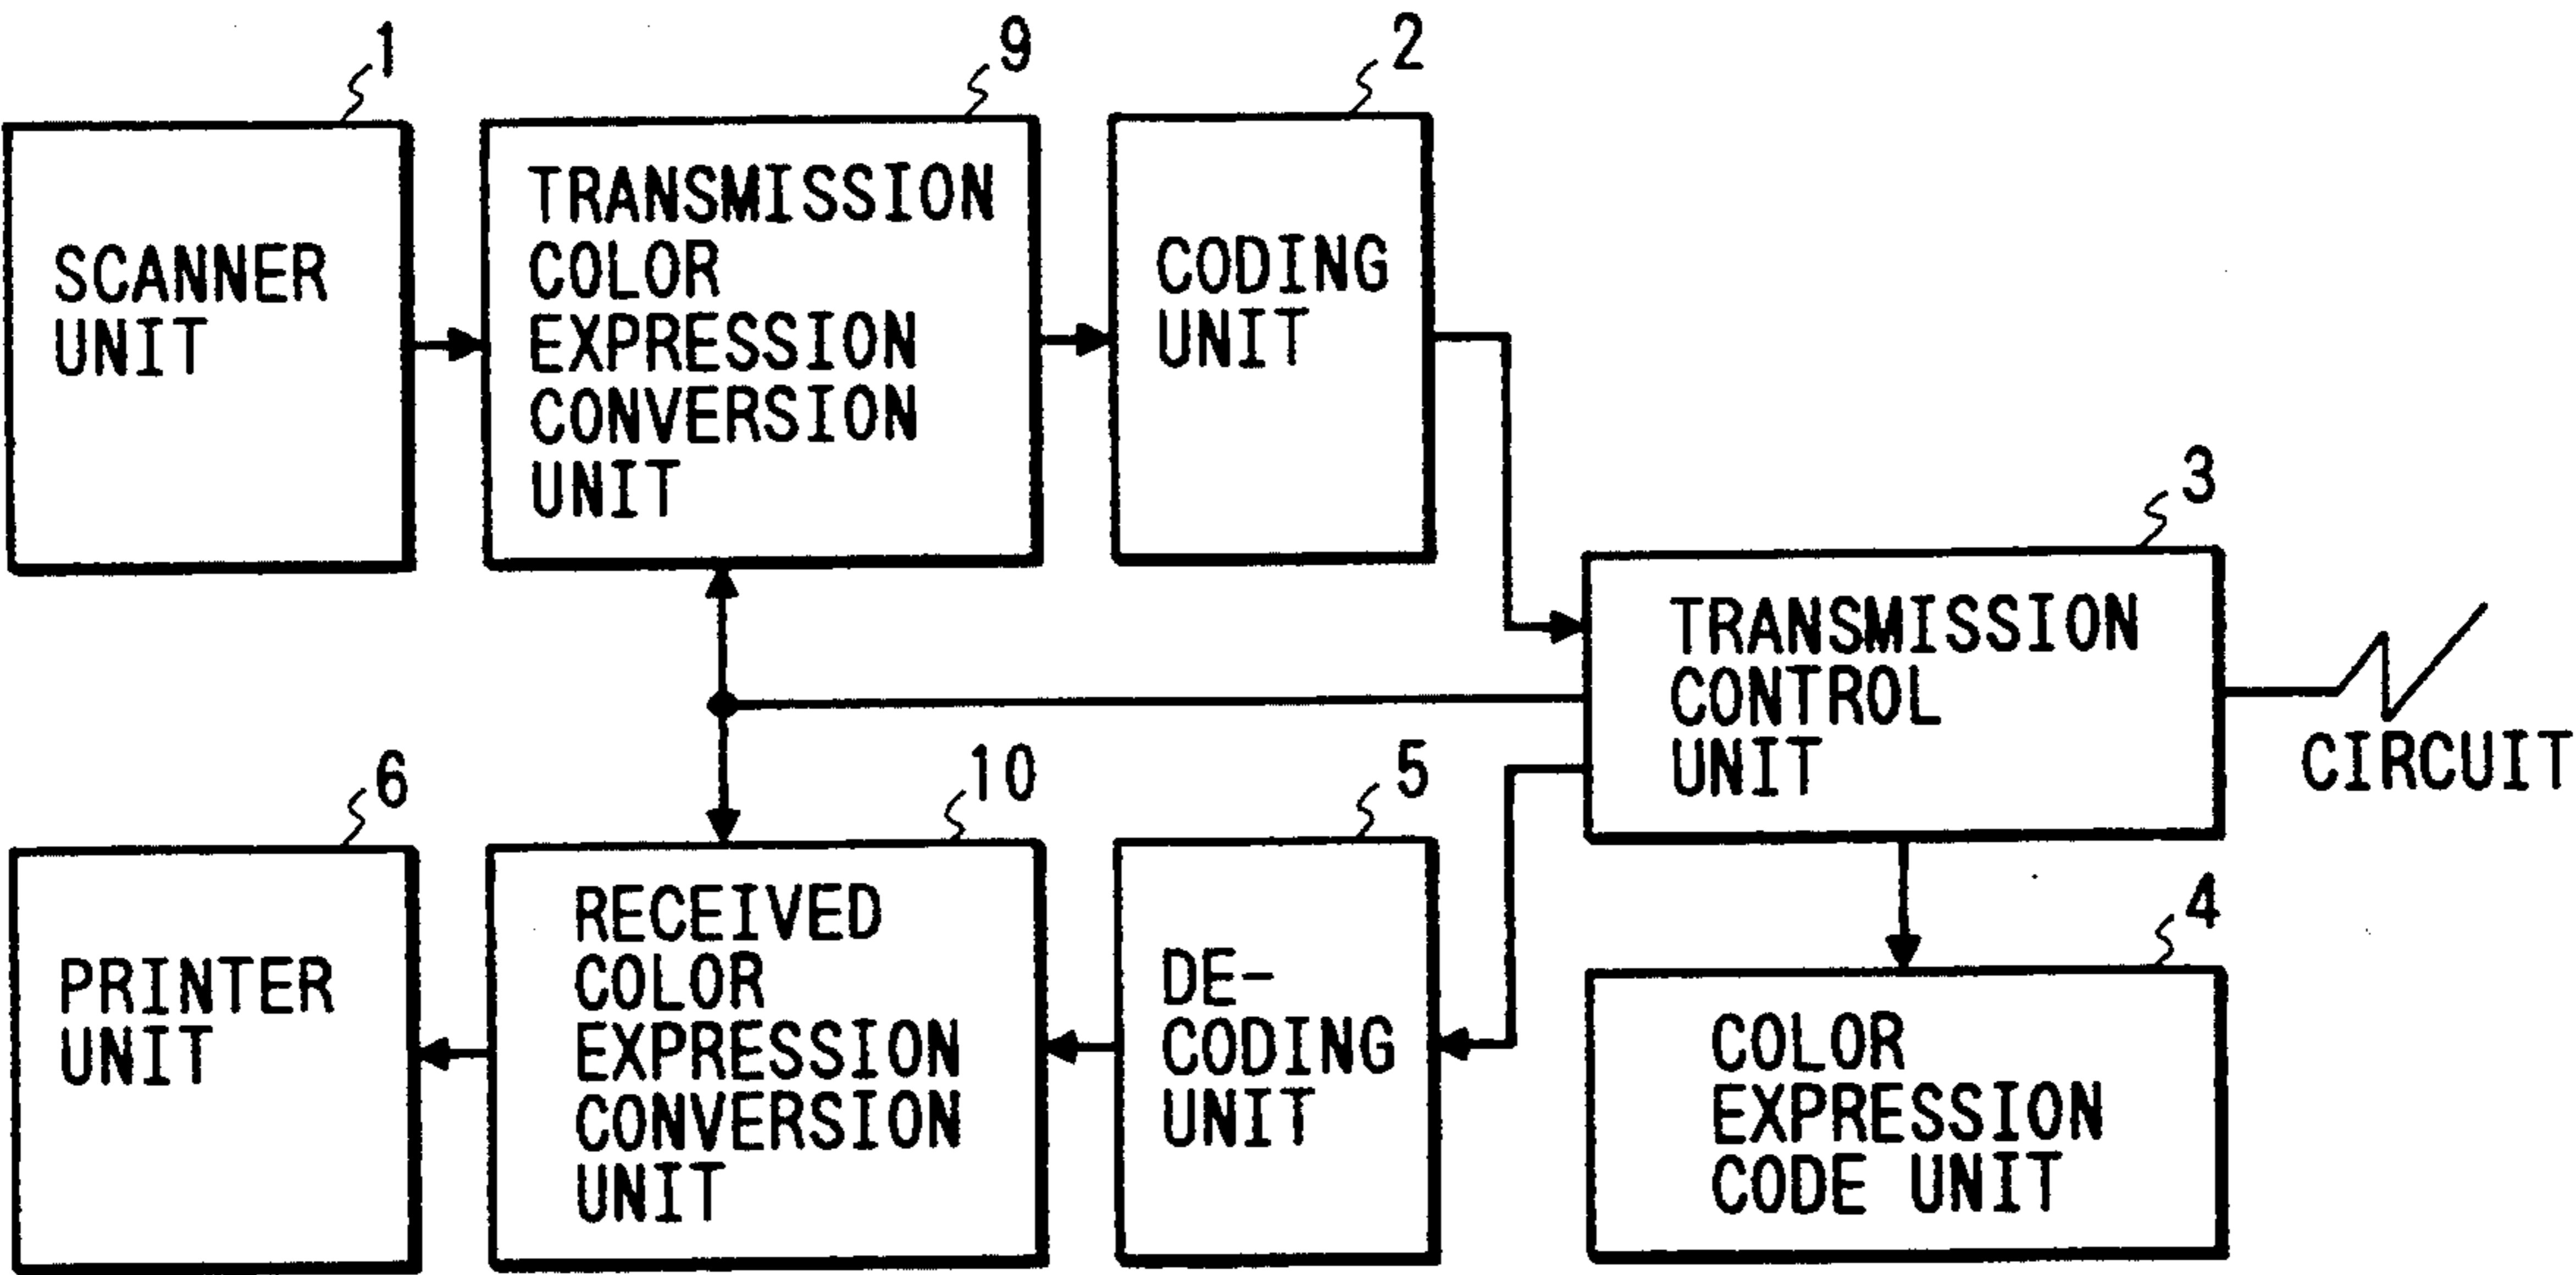 1
SCANNER
UNIT
9
TRANSMISSION
COLOR
EXPRESSION
CONVERSION
UNIT
2
CODING
UNIT
3
TRANSMISSION
CONTROL
UNIT
CIRCUIT
6
PRINTER
UNIT
10
RECEIVED
COLOR
EXPRESSION
CONVERSION
UNIT
5
DE-
CODING
UNIT
4
COLOR
EXPRESSION
CODE UNIT